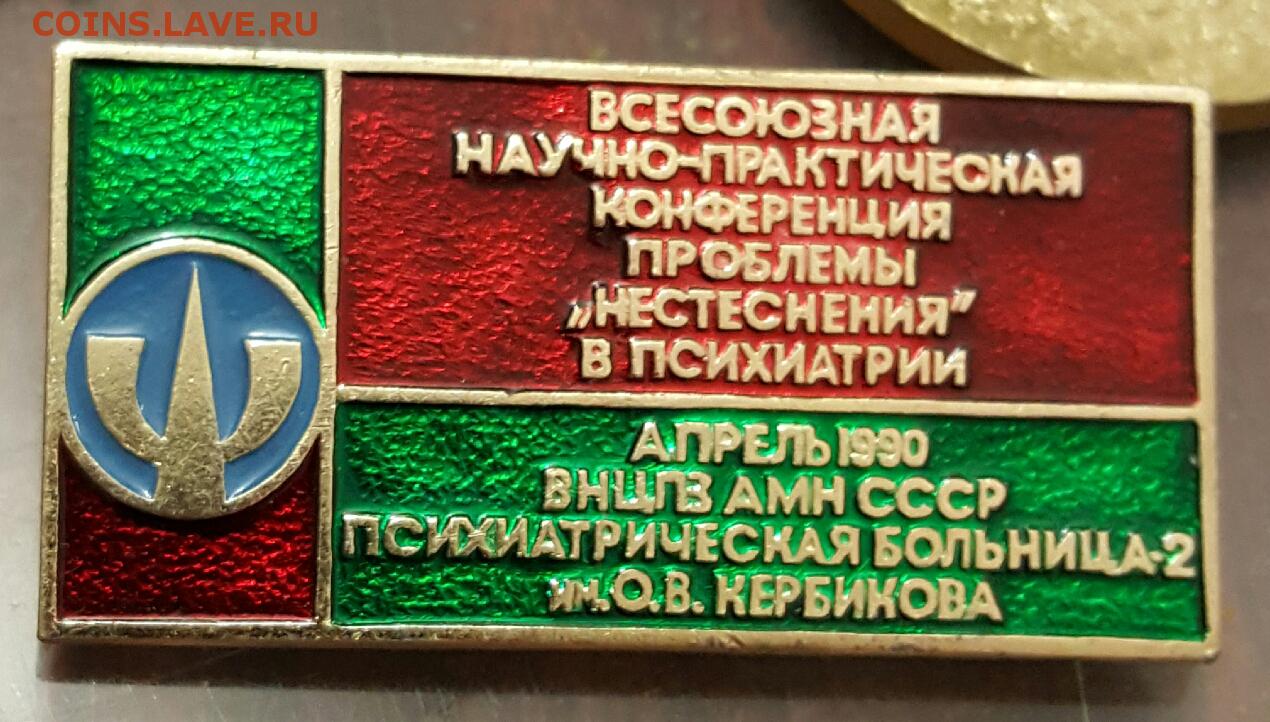 COINS.LAVE.RU
ВСЕСОЮЗНАЯ
НАУЧНО-ПРАКТИЧЕСКАЯ
КОНФЕРЕНЦИЯ
ПРОБЛЕМЫ
„НЕСТЕСНЕНИЯ”
В ПСИХИАТРИИ
АПРЕЛЬ 1990
ВНЦПЗ АМН СССР
ПСИХИАТРИЧЕСКАЯ БОЛЬНИЦА-2
им. О.В. КЕРБИКОВА